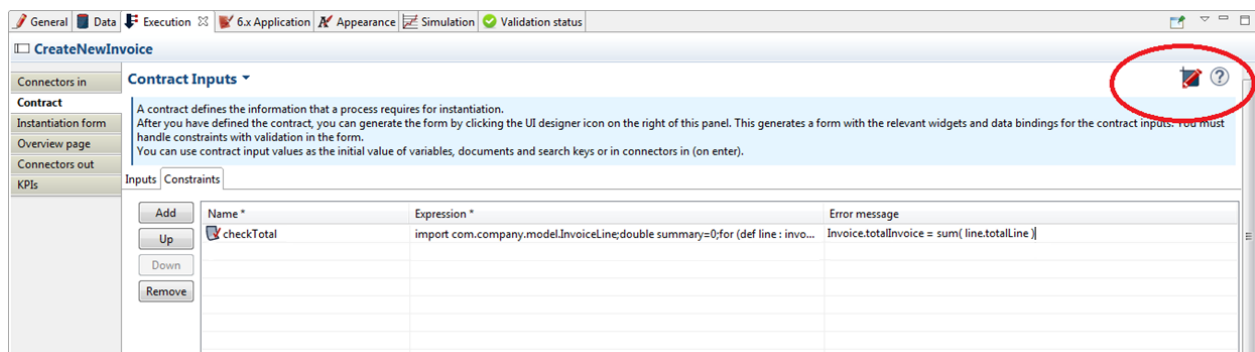 General Data Execution 6.x Application Appearance Simulation Validation status
CreateNewInvoice
Connectors in
Contract
Instantiation form
Overview page
Connectors out
KPIs
Contract Inputs
A contract defines the information that a process requires for instantiation.
After you have defined the contract, you can generate the form by clicking the UI designer icon on the right of this panel. This generates a form with the relevant widgets and data bindings for the contract inputs. You must
handle constraints with validation in the form.
You can use contract input values as the initial value of variables, documents and search keys or in connectors in (on enter).
Inputs Constraints
Add
Up
Down
Remove
Name * Expression * Error message
checkTotal import com.company.model.InvoiceLine;double summary=0;for (def line : invo... Invoice.totalInvoice = sum( line.totalLine )